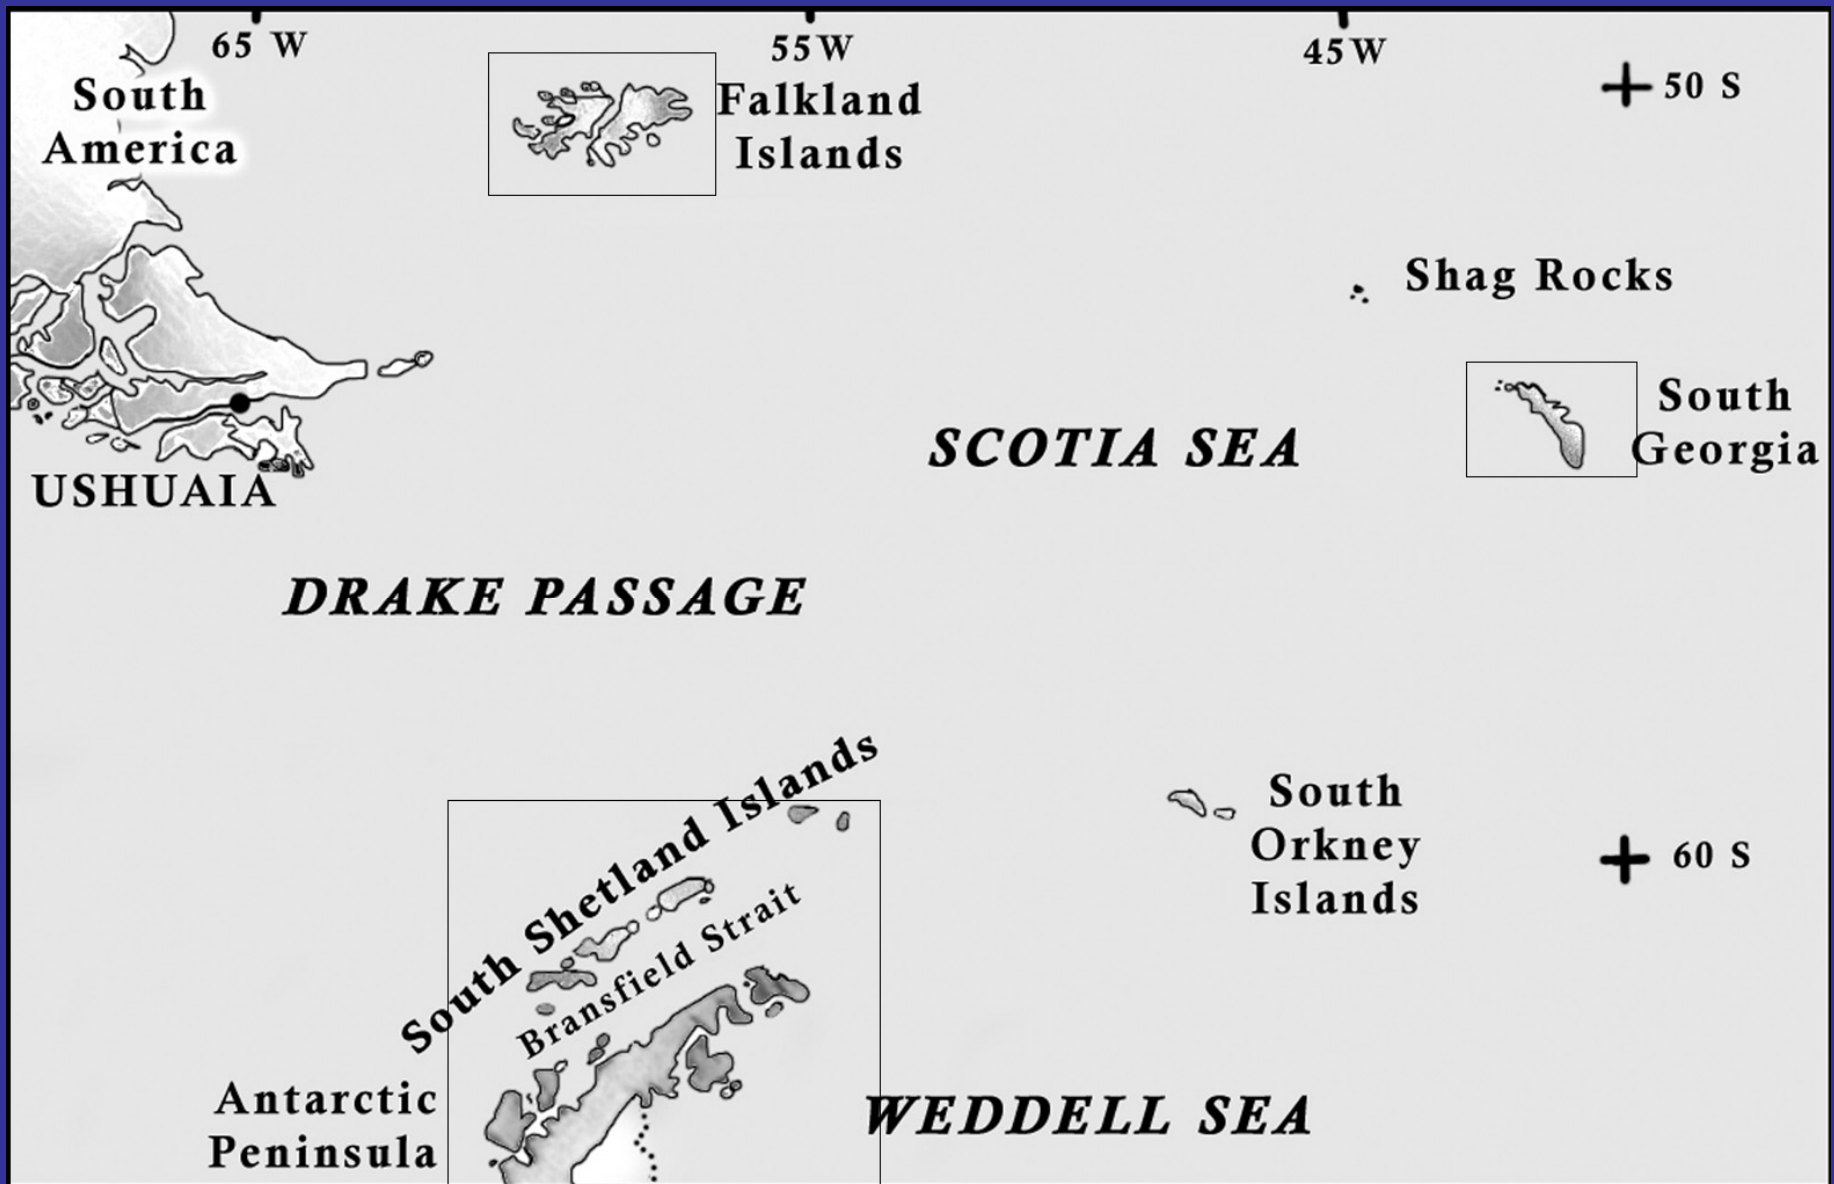 65 W
55W
45W
South
America
Falkland
Islands
50 S
Shag Rocks
South
Georgia
SCOTIA SEA
USHUAIA
DRAKE PASSAGE
South Shetland Islands
South
Orkney
Islands
60 S
Bransfield Strait
Antarctic
Peninsula
WEDDELL SEA